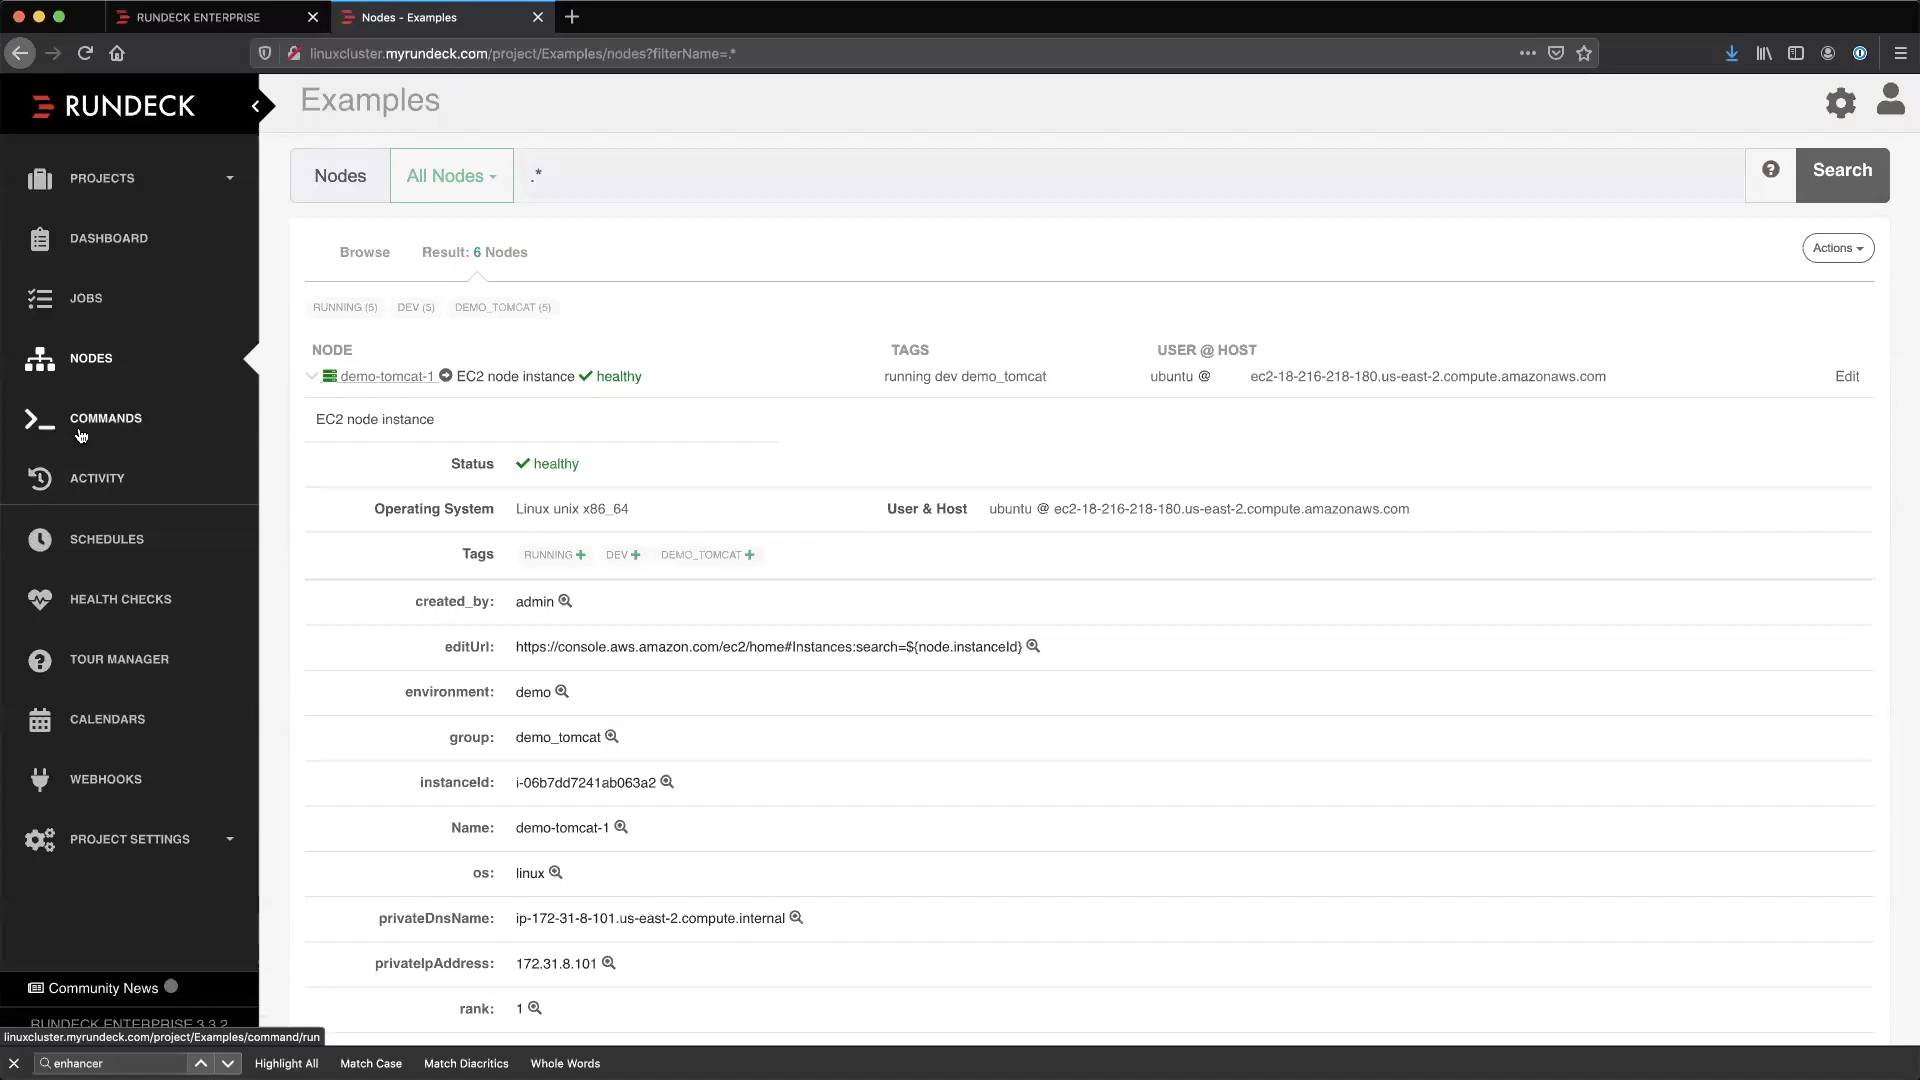 RUNDECK ENTERPRISE
Nodes - Examples
linuxcluster.myrundeck.com/project/Examples/nodes?filterName=.*
RUNDECK
Examples
PROJECTS
DASHBOARD
JOBS
NODES
COMMANDS
ACTIVITY
SCHEDULES
HEALTH CHECKS
TOUR MANAGER
CALENDARS
WEBHOOKS
PROJECT SETTINGS
Community News
RUNDECK ENTERPRISE 3.3.2
Nodes All Nodes .* ? Search
Browse Result: 6 Nodes Actions
RUNNING (5) DEV (5) DEMO_TOMCAT (5)
NODE TAGS USER @ HOST
demo-tomcat-1 EC2 node instance healthy running dev demo_tomcat ubuntu @ ec2-18-216-218-180.us-east-2.compute.amazonaws.com Edit
EC2 node instance
Status healthy
Operating System Linux unix x86_64 User & Host ubuntu @ ec2-18-216-218-180.us-east-2.compute.amazonaws.com
Tags RUNNING + DEV + DEMO_TOMCAT +
created_by: admin
editUrl: https://console.aws.amazon.com/ec2/home#Instances:search=${node.instanceId}
environment: demo
group: demo_tomcat
instanceId: i-06b7dd7241ab063a2
Name: demo-tomcat-1
os: linux
privateDnsName: ip-172-31-8-101.us-east-2.compute.internal
privateIpAddress: 172.31.8.101
rank: 1
linuxcluster.myrundeck.com/project/Examples/command/run
enhancer Highlight All Match Case Match Diacritics Whole Words